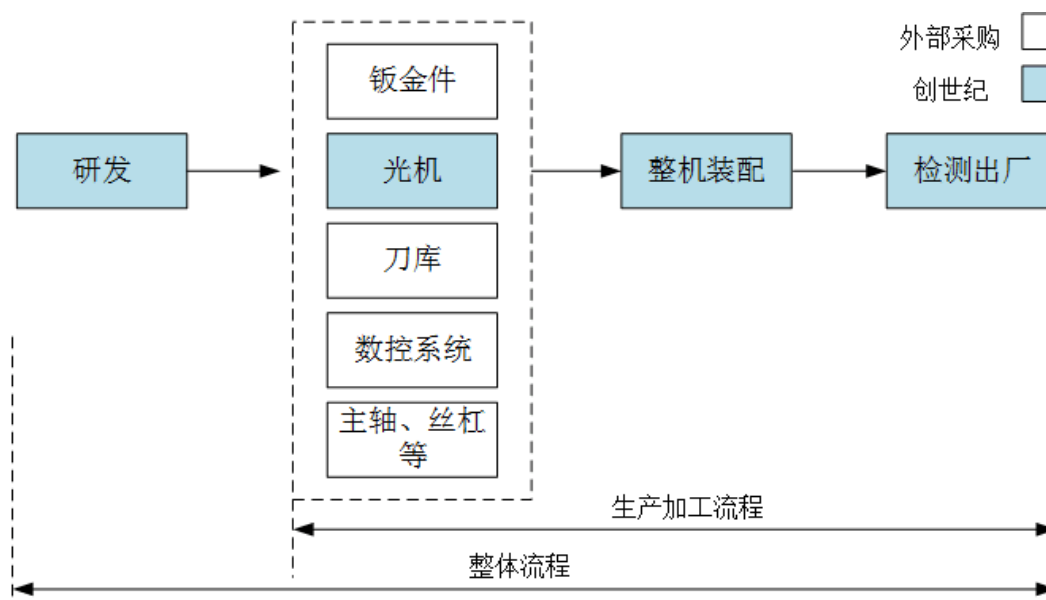 外部采购
创世纪
钣金件
研发
光机
整机装配
检测出厂
刀库
数控系统
主轴、丝杠
等
生产加工流程
整体流程